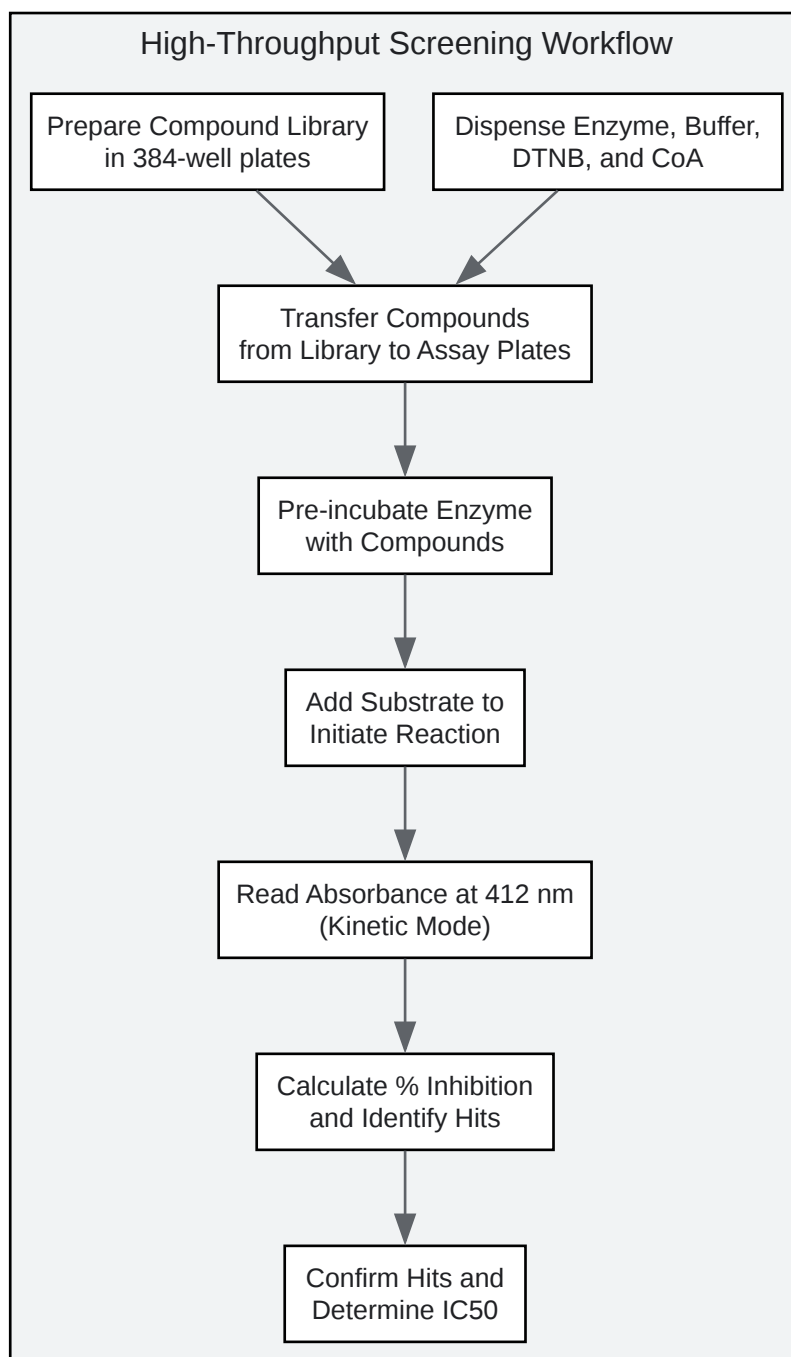 High-Throughput Screening Workflow
Prepare Compound Library
in 384-well plates
Dispense Enzyme, Buffer,
DTNB, and CoA
Transfer Compounds
from Library to Assay Plates
Pre-incubate Enzyme
with Compounds
Add Substrate to
Initiate Reaction
Read Absorbance at 412 nm
(Kinetic Mode)
Calculate % Inhibition
and Identify Hits
Confirm Hits and
Determine IC50